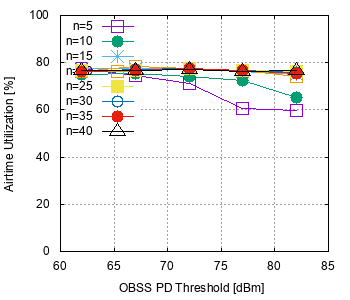 100
80
60
40
20
0
Airtime Utilization [%]
n=5
n=10
n=15
n=20
n=25
n=30
n=35
n=40
60
65
70
75
80
85
OBSS PD Threshold [dBm]